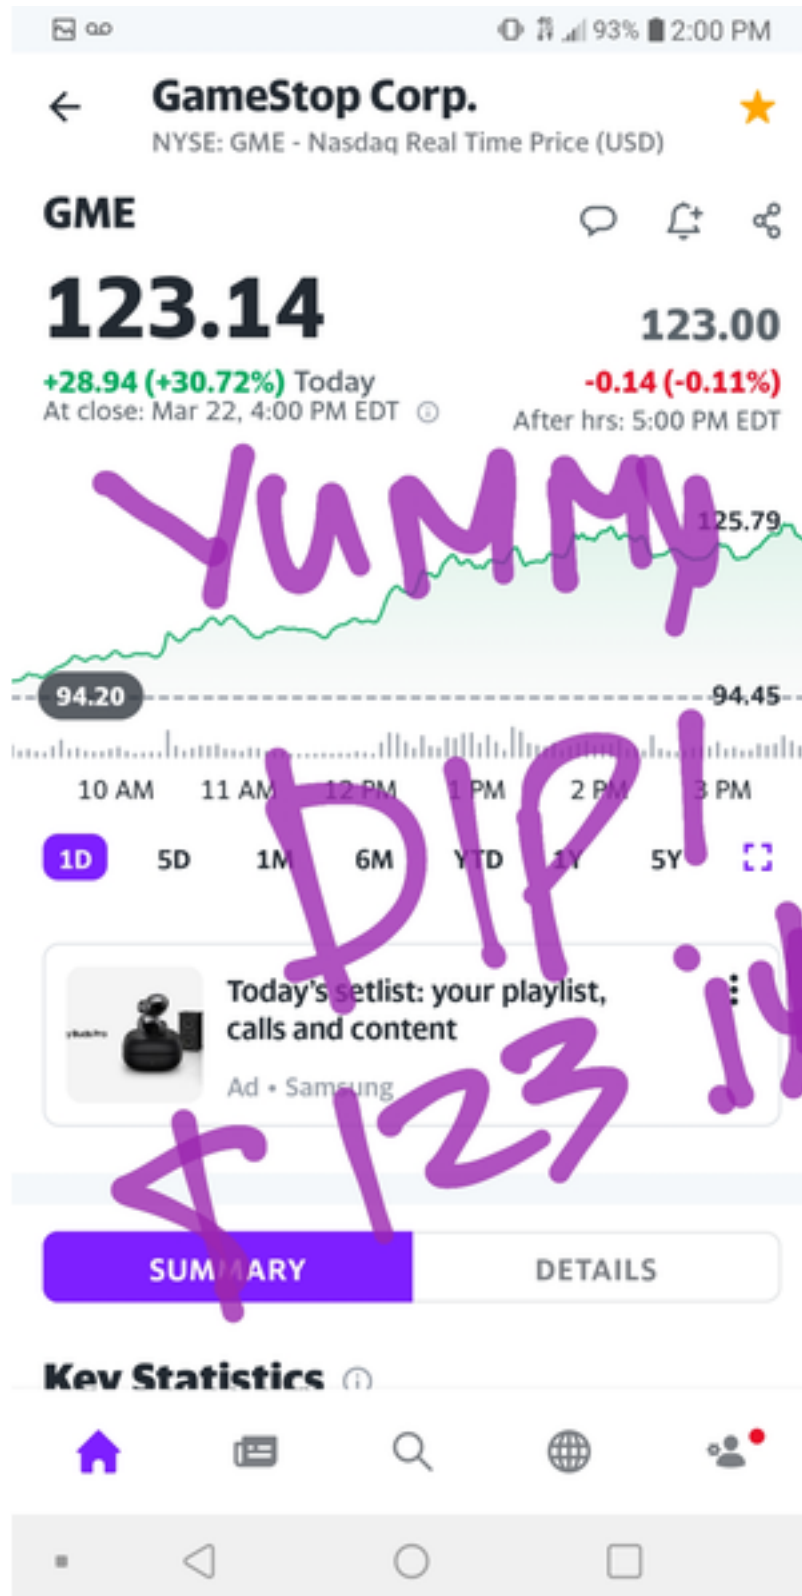 93% 2:00 PM
GameStop Corp.
NYSE: GME - Nasdaq Real Time Price (USD)
GME
123.14
123.00
+28.94 (+30.72%) Today
-0.14 (-0.11%)
At close: Mar 22, 4:00 PM EDT
After hrs: 5:00 PM EDT
YUMMY
125.79
94.20
94.45
DIP!
10 AM 11 AM 12 PM 1 PM 2 PM 3 PM
1D 5D 1M 6M YTD 1Y 5Y
Today's setlist: your playlist,
calls and content
Ad • Samsung
$123.14
SUMMARY DETAILS
Key Statistics